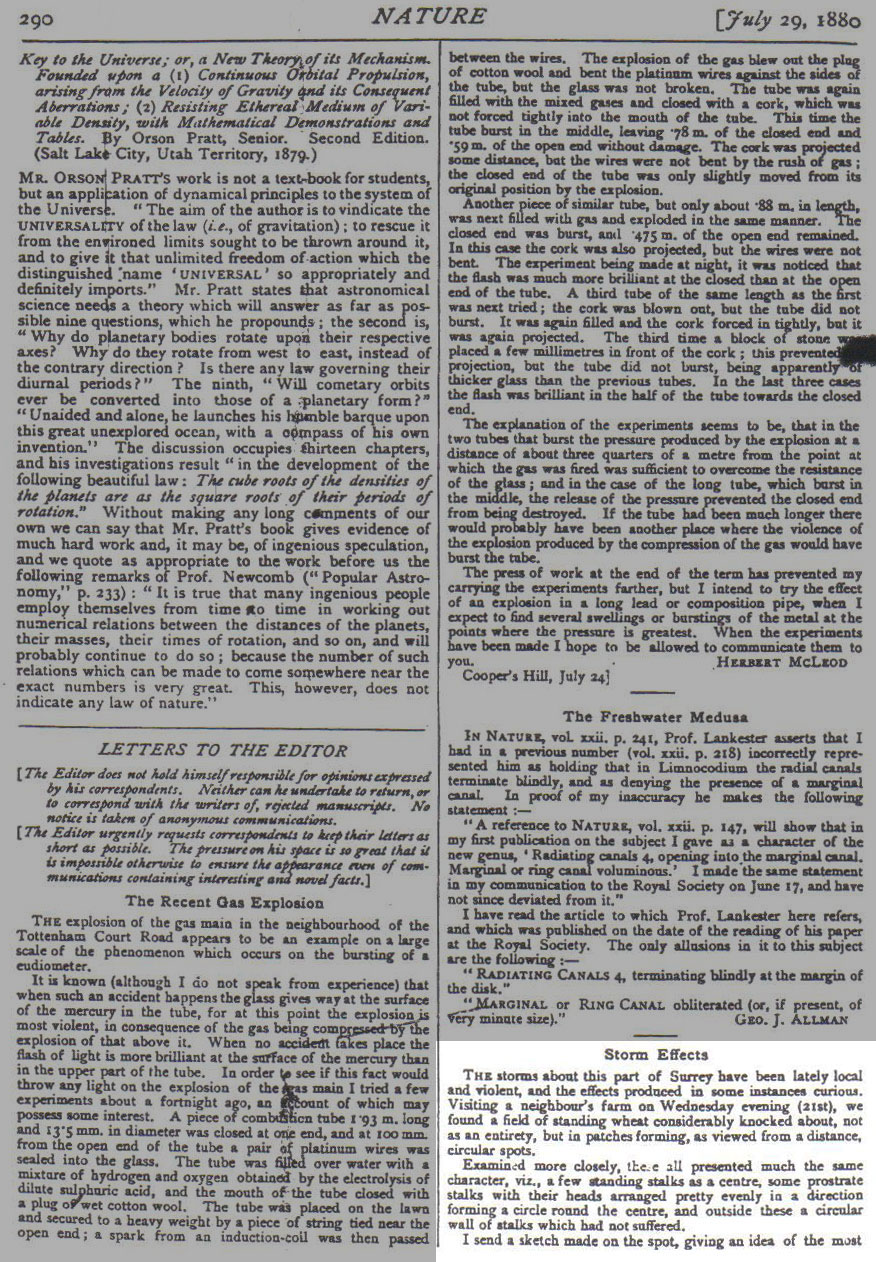 290
NATURE
[July 29, 1880
Key to the Universe; or, a New Theory of its Mechanism.
Founded upon a (1) Continuous Orbital Propulsion,
arising from the Velocity of Gravity and its Consequent
Aberrations; (2) Resisting Ethereal Medium of Vari-
able Density, with Mathematical Demonstrations and
Tables. By Orson Pratt, Senior. Second Edition.
(Salt Lake City, Utah Territory, 1879.)
MR. ORSON PRATT'S work is not a text-book for students,
but an application of dynamical principles to the system of
the Universe. "The aim of the author is to vindicate the
UNIVERSALITY of the law (i.e., of gravitation); to rescue it
from the environed limits sought to be thrown around it,
and to give it that unlimited freedom of action which the
distinguished name 'UNIVERSAL' so appropriately and
definitely imports." Mr. Pratt states that astronomical
science needs a theory which will answer as far as pos-
sible nine questions, which he propounds; the second is,
"Why do planetary bodies rotate upon their respective
axes? Why do they rotate from west to east, instead of
the contrary direction? Is there any law governing their
diurnal periods?" The ninth, "Will cometary orbits
ever be converted into those of a planetary form?"
"Unaided and alone, he launches his humble barque upon
this great unexplored ocean, with a compass of his own
invention." The discussion occupies thirteen chapters,
and his investigations result "in the development of the
following beautiful law: The cube roots of the densities of
the planets are as the square roots of their periods of
rotation." Without making any long comments of our
own we can say that Mr. Pratt's book gives evidence of
much hard work and, it may be, of ingenious speculation,
and we quote as appropriate to the work before us the
following remarks of Prof. Newcomb ("Popular Astro-
nomy," p. 233): "It is true that many ingenious people
employ themselves from time to time in working out
numerical relations between the distances of the planets,
their masses, their times of rotation, and so on, and will
probably continue to do so; because the number of such
relations which can be made to come somewhere near the
exact numbers is very great. This, however, does not
indicate any law of nature."
LETTERS TO THE EDITOR
[The Editor does not hold himself responsible for opinions expressed
by his correspondents. Neither can he undertake to return, or
to correspond with the writers of, rejected manuscripts. No
notice is taken of anonymous communications.
[The Editor urgently requests correspondents to keep their letters as
short as possible. The pressure on his space is so great that it
is impossible otherwise to ensure the appearance even of com-
munications containing interesting and novel facts.]
The Recent Gas Explosion
THE explosion of the gas main in the neighbourhood of the
Tottenham Court Road appears to be an example on a large
scale of the phenomenon which occurs on the bursting of a
eudiometer.
It is known (although I do not speak from experience) that
when such an accident happens the glass gives way at the surface
of the mercury in the tube, for at this point the explosion is
most violent, in consequence of the gas being compressed by the
explosion of that above it. When no accident takes place the
flash of light is more brilliant at the surface of the mercury than
in the upper part of the tube. In order to see if this fact would
throw any light on the explosion of the gas main I tried a few
experiments about a fortnight ago, an account of which may
possess some interest. A piece of combustion tube 1·93 m. long
and 13·5 mm. in diameter was closed at one end, and at 100 mm.
from the open end of the tube a pair of platinum wires was
sealed into the glass. The tube was filled over water with a
mixture of hydrogen and oxygen obtained by the electrolysis of
dilute sulphuric acid, and the mouth of the tube closed with
a plug of wet cotton wool. The tube was placed on the lawn
and secured to a heavy weight by a piece of string tied near the
open end; a spark from an induction-coil was then passed
between the wires. The explosion of the gas blew out the plug
of cotton wool and bent the platinum wires against the sides of
the tube, but the glass was not broken. The tube was again
filled with the mixed gases and closed with a cork, which was
not forced tightly into the mouth of the tube. This time the
tube burst in the middle, leaving ·78 m. of the closed end and
·59 m. of the open end without damage. The cork was projected
some distance, but the wires were not bent by the rush of gas;
the closed end of the tube was only slightly moved from its
original position by the explosion.
Another piece of similar tube, but only about ·88 m. in length,
was next filled with gas and exploded in the same manner. The
closed end was burst, and ·475 m. of the open end remained.
In this case the cork was also projected, but the wires were not
bent. The experiment being made at night, it was noticed that
the flash was much more brilliant at the closed than at the open
end of the tube. A third tube of the same length as the first
was next tried; the cork was blown out, but the tube did not
burst. It was again filled and the cork forced in tightly, but it
was again projected. The third time a block of stone was
placed a few millimetres in front of the cork; this prevented
projection, but the tube did not burst, being apparently of
thicker glass than the previous tubes. In the last three cases
the flash was brilliant in the half of the tube towards the closed
end.
The explanation of the experiments seems to be, that in the
two tubes that burst the pressure produced by the explosion at a
distance of about three quarters of a metre from the point at
which the gas was fired was sufficient to overcome the resistance
of the glass; and in the case of the long tube, which burst in
the middle, the release of the pressure prevented the closed end
from being destroyed. If the tube had been much longer there
would probably have been another place where the violence of
the explosion produced by the compression of the gas would have
burst the tube.
The press of work at the end of the term has prevented my
carrying the experiments farther, but I intend to try the effect
of an explosion in a long lead or composition pipe, when I
expect to find several swellings or burstings of the metal at the
points where the pressure is greatest. When the experiments
have been made I hope to be allowed to communicate them to
you. HERBERT MCLEOD
Cooper's Hill, July 24]
The Freshwater Medusa
IN NATURE, vol. xxii. p. 241, Prof. Lankester asserts that I
had in a previous number (vol. xxii. p. 218) incorrectly repre-
sented him as holding that in Limnocodium the radial canals
terminate blindly, and as denying the presence of a marginal
canal. In proof of my inaccuracy he makes the following
statement :—
"A reference to NATURE, vol. xxii. p. 147, will show that in
my first publication on the subject I gave as a character of the
new genus, 'Radiating canals 4, opening into the marginal canal.
Marginal or ring canal voluminous.' I made the same statement
in my communication to the Royal Society on June 17, and have
not since deviated from it."
I have read the article to which Prof. Lankester here refers,
and which was published on the date of the reading of his paper
at the Royal Society. The only allusions in it to this subject
are the following :—
"RADIATING CANALS 4, terminating blindly at the margin of
the disk."
"MARGINAL or RING CANAL obliterated (or, if present, of
very minute size)." GEO. J. ALLMAN
Storm Effects
THE storms about this part of Surrey have been lately local
and violent, and the effects produced in some instances curious.
Visiting a neighbour's farm on Wednesday evening (21st), we
found a field of standing wheat considerably knocked about, not
as an entirety, but in patches forming, as viewed from a distance,
circular spots.
Examined more closely, these all presented much the same
character, viz., a few standing stalks as a centre, some prostrate
stalks with their heads arranged pretty evenly in a direction
forming a circle round the centre, and outside these a circular
wall of stalks which had not suffered.
I send a sketch made on the spot, giving an idea of the most